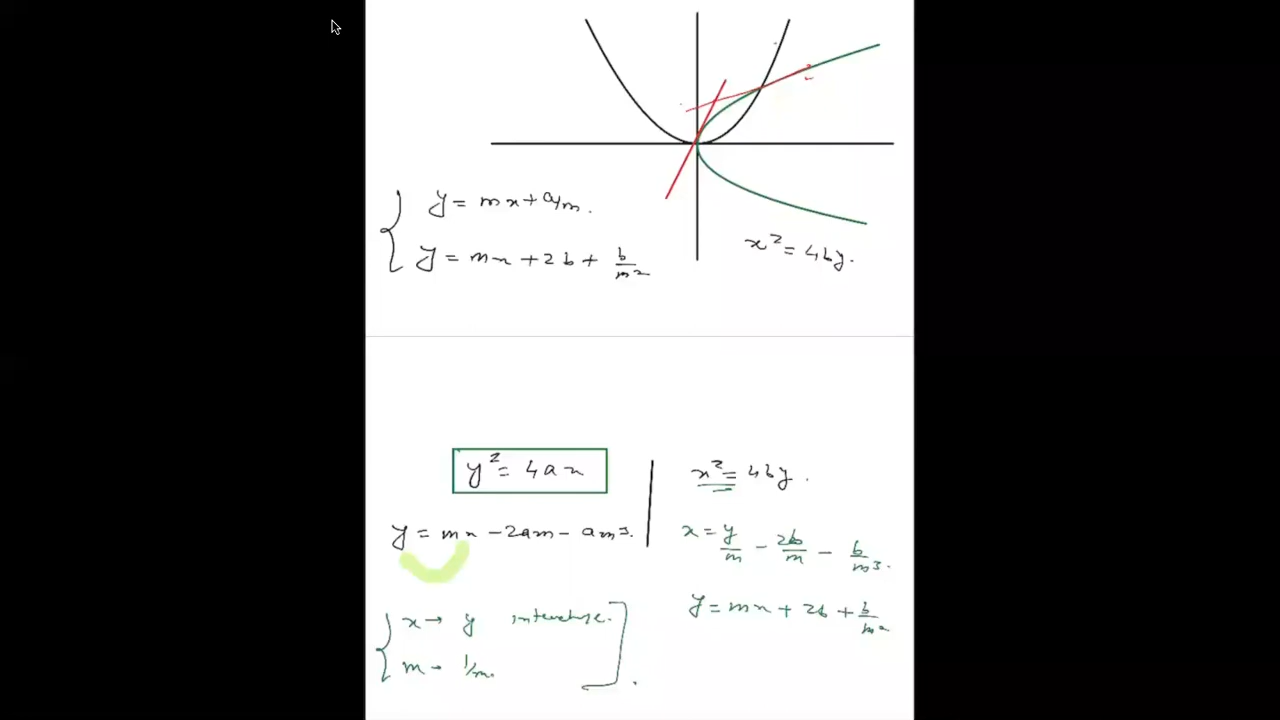 y = mx + a/m.
y = mx + 2b + b/m²
x² = 4by.
y² = 4ax
x² = 4by.
y = mx - 2am - am³.
x = y/m - 2b/m - b/m³.
x → y
y = mx + 2b + b/m²
m → 1/m.